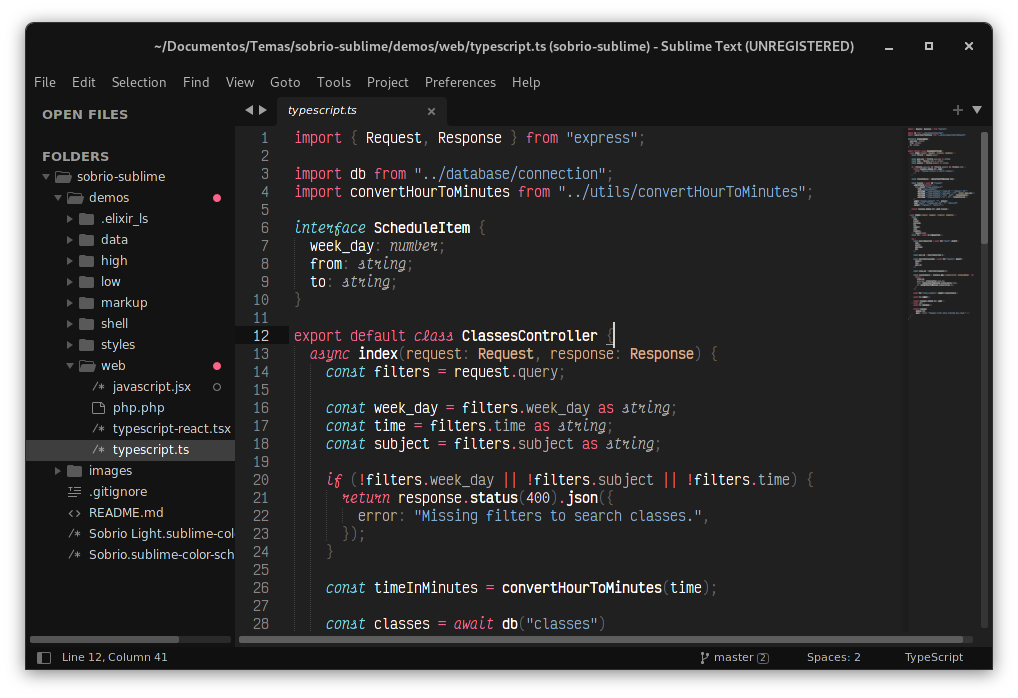 ~/Documentos/Temas/sobrio-sublime/demos/web/typescript.ts (sobrio-sublime) - Sublime Text (UNREGISTERED)
File Edit Selection Find View Goto Tools Project Preferences Help
OPEN FILES
FOLDERS
sobrio-sublime
demos
.elixir_ls
data
high
low
markup
shell
styles
web
/* javascript.jsx
php.php
/* typescript-react.tsx
/* typescript.ts
images
.gitignore
<> README.md
/* Sobrio Light.sublime-col
/* Sobrio.sublime-color-sch
typescript.ts
1 import { Request, Response } from "express";
2
3 import db from "../database/connection";
4 import convertHourToMinutes from "../utils/convertHourToMinutes";
5
6 interface ScheduleItem {
7 week_day: number;
8 from: string;
9 to: string;
10 }
11
12 export default class ClassesController {
13 async index(request: Request, response: Response) {
14 const filters = request.query;
15
16 const week_day = filters.week_day as string;
17 const time = filters.time as string;
18 const subject = filters.subject as string;
19
20 if (!filters.week_day || !filters.subject || !filters.time) {
21 return response.status(400).json({
22 error: "Missing filters to search classes.",
23 });
24 }
25
26 const timeInMinutes = convertHourToMinutes(time);
27
28 const classes = await db("classes")
Line 12, Column 41
master 2
Spaces: 2
TypeScript